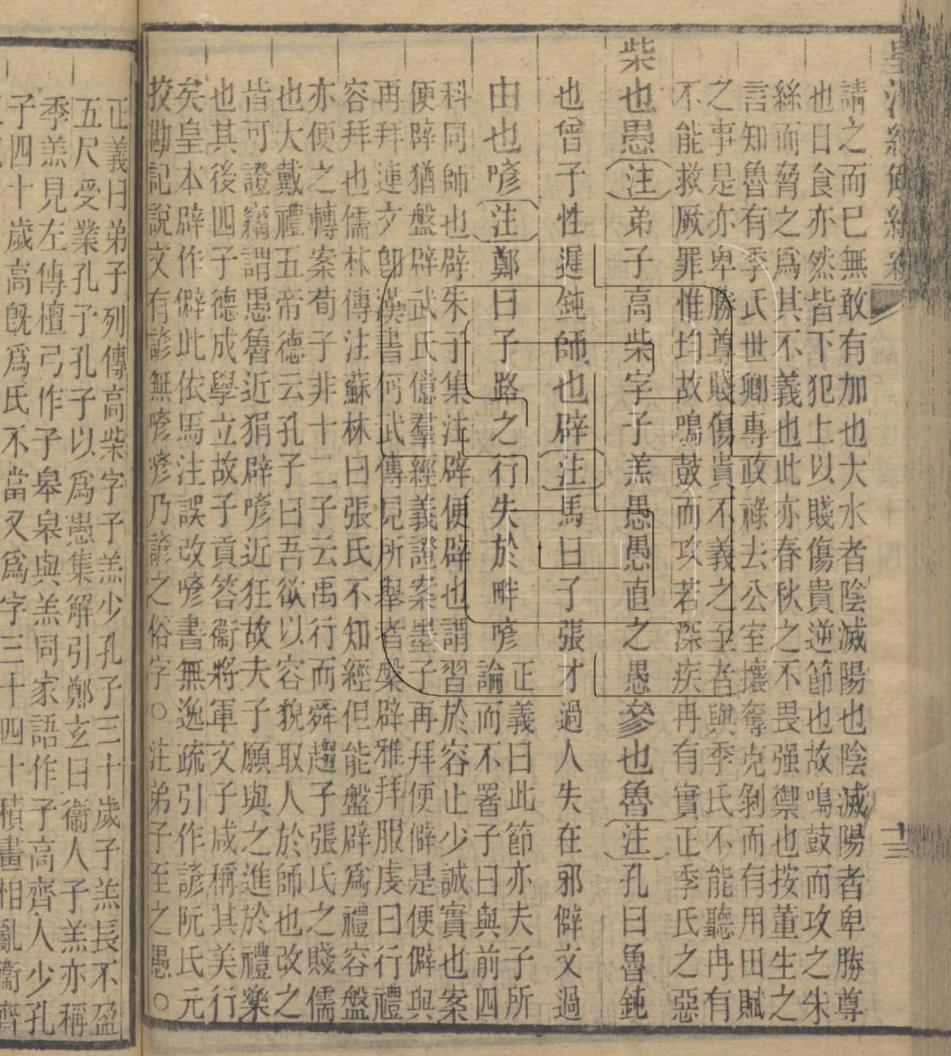 請之而已無敢有加也大水者陰滅陽也陰滅陽者卑勝尊
也日食亦然皆下犯上以賤傷貴逆節也故鳴鼓而攻之朱
絲而脅之爲其不義也此亦春秋之不畏强禦也按董生之
言知魯有季氏世卿專政祿去公室攘奪克剝而有用田賦
之事是亦卑勝尊賤傷貴不義之至者與季氏不能聽冉有
不能救厥罪惟均故鳴鼓而攻若深疾冉有實正季氏之惡
柴也愚注弟子高柴字子羔愚愚直之愚參也魯注孔曰魯鈍
也曾子性遲鈍師也辟注馬曰子張才過人失在邪僻文過
由也喭注鄭曰子路之行失於畔喭
正義曰此節亦夫子所
論而不署子曰與前四
科同師也辟朱子集注辟便辟也謂習於容止少誠實也案
便辟猶盤辟武氏億羣經義證案墨子再拜便僻是便僻與
再拜連文卽漢書何武傳見所舉者槃辟雅拜服虔曰行禮
容拜也儒林傳注蘇林曰張氏不知經但能盤辟爲禮容盤
亦便之轉案荀子非十二子云禹行而舜趨子張氏之賤儒
也大戴禮五帝德云孔子曰吾欲以容貌取人於師也改之
皆可證竊謂愚魯近狷辟喭近狂故夫子願與之進於禮樂
也其後四子德成學立故子貢答衞將軍文子咸稱其美行
矣皇本辟作僻此依馬注誤改喭書無逸疏引作諺阮氏元
挍勘記說文有諺無喭喭乃諺之俗字○注弟子至之愚○
正義曰弟子列傳高柴字子羔少孔子三十歲子羔長不盈
五尺受業孔子孔子以爲愚集解引鄭玄曰衞人子羔亦稱
季羔見左傳檀弓作子皋皋與羔同家語作子高齊人少孔
子四十歲高旣爲氏不當又爲字三十四十積畫相亂衞齊